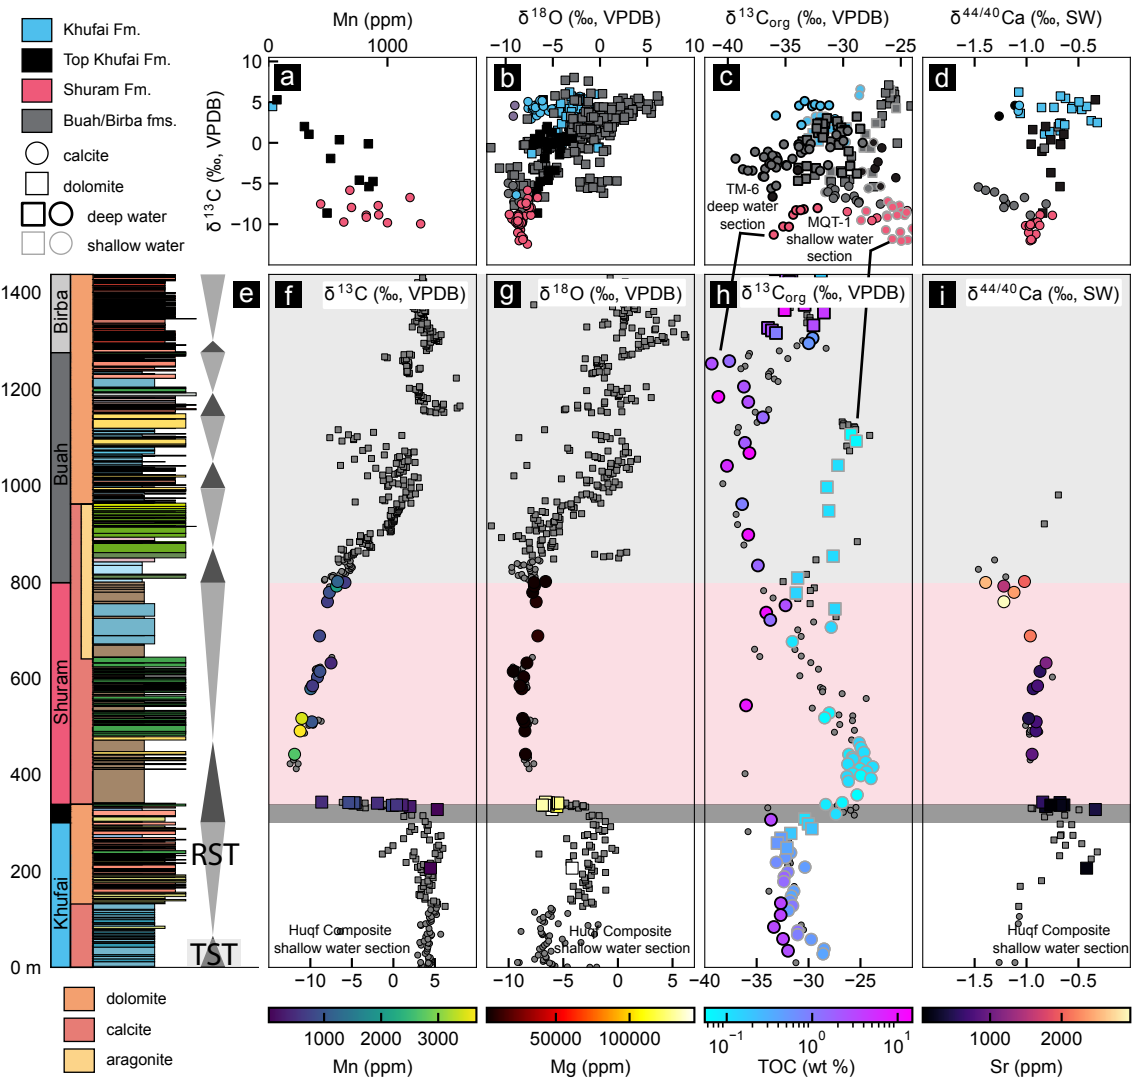 Khufai Fm.
Top Khufai Fm.
Shuram Fm.
Buah/Birba fms.
calcite
dolomite
deep water
shallow water
Mn (ppm)
0 1000
δ¹⁸O (‰, VPDB)
−10 −5 0 5 10
δ¹³C_org (‰, VPDB)
−35 −30 −25
δ⁴⁴/⁴⁰Ca (‰, SW)
−1.5 −1.0 −0.5
δ¹³C (‰, VPDB)
10
5
0
−5
−10
a
b
c
d
TM-6
deep water
section
MQT-1
shallow water
section
e
f
δ¹³C (‰, VPDB)
g
δ¹⁸O (‰, VPDB)
h
δ¹³C_org (‰, VPDB)
i
δ⁴⁴/⁴⁰Ca (‰, SW)
1400
1200
1000
800
600
400
200
0 m
Birba
Buah
Shuram
Khufai
RST
TST
Huqf Composite
shallow water section
Huqf Composite
shallow water section
Huqf Composite
shallow water section
−10 −5 0 5
−10 −5 0 5 10
−40 −35 −30 −25
−2.0 −1.5 −1.0 −0.5 0.0
dolomite
calcite
aragonite
1000 2000 3000
Mn (ppm)
50000 100000
Mg (ppm)
10⁻¹ 10⁰ 10¹
TOC (wt %)
1000 2000
Sr (ppm)